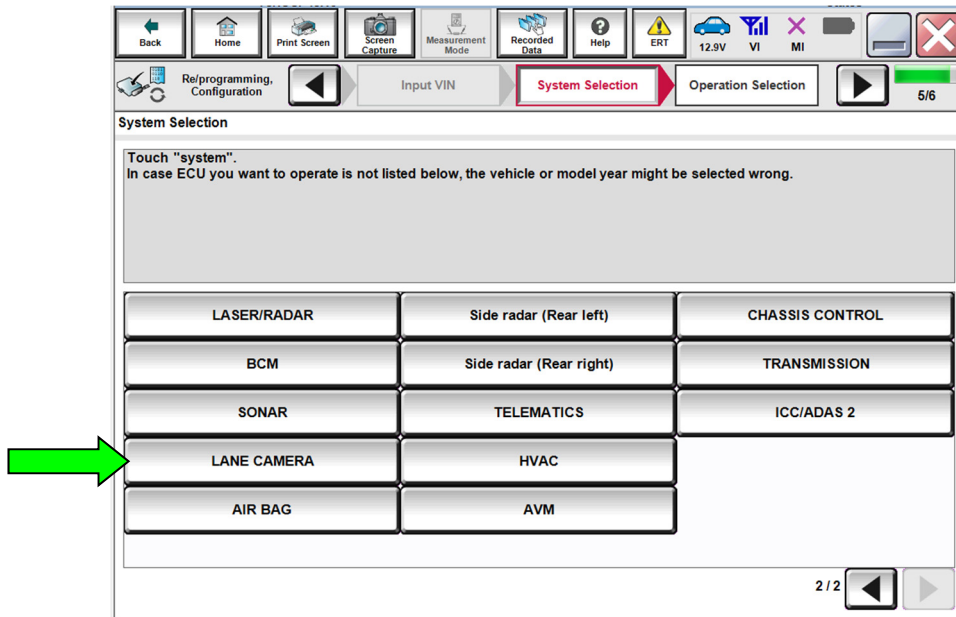 Back
Home
Print Screen
Screen
Capture
Measurement
Mode
Recorded
Data
Help
ERT
12.9V
VI
MI
Re/programming,
Configuration
Input VIN
System Selection
Operation Selection
5/6
System Selection
Touch "system".
In case ECU you want to operate is not listed below, the vehicle or model year might be selected wrong.
LASER/RADAR
Side radar (Rear left)
CHASSIS CONTROL
BCM
Side radar (Rear right)
TRANSMISSION
SONAR
TELEMATICS
ICC/ADAS 2
LANE CAMERA
HVAC
AIR BAG
AVM
2/2